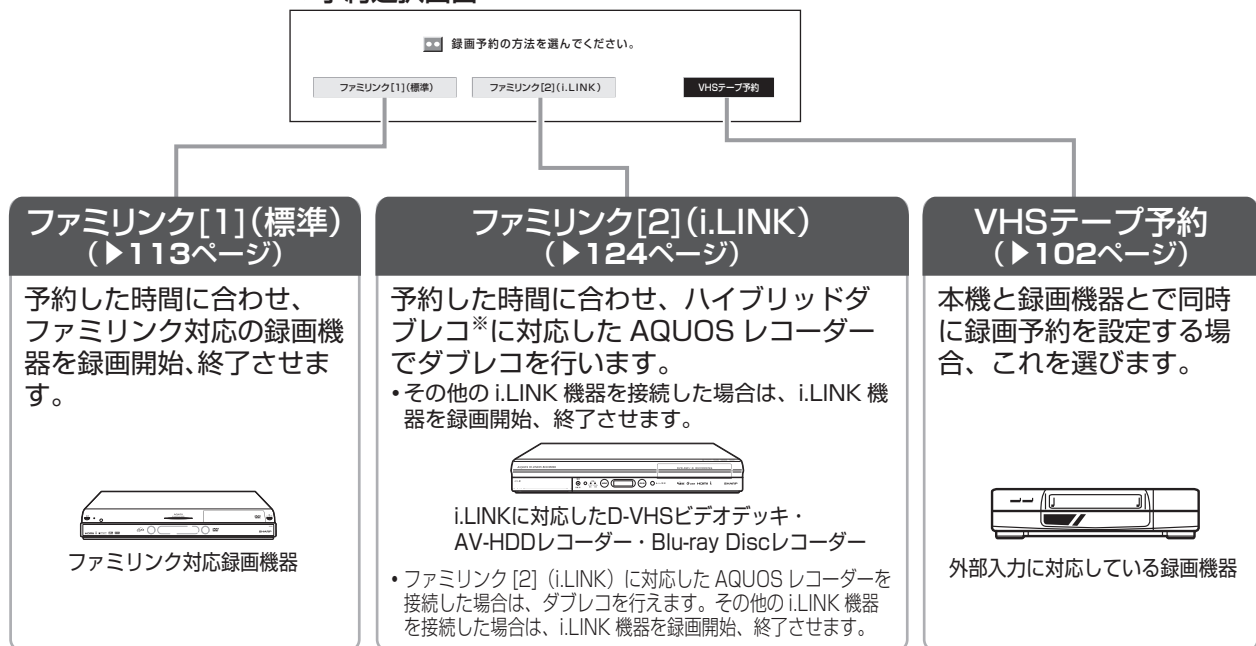 録画予約の方法を選んでください。
ファミリンク[1](標準)
ファミリンク[2](i.LINK)
VHSテープ予約
ファミリンク[1](標準)
(▶113ページ)
予約した時間に合わせ、
ファミリンク対応の録画機
器を録画開始、終了させま
す。
ファミリンク対応録画機器
ファミリンク[2](i.LINK)
(▶124ページ)
予約した時間に合わせ、ハイブリッドダ
ブレコ※に対応した AQUOS レコーダー
でダブレコを行います。
•その他の i.LINK 機器を接続した場合は、i.LINK 機
器を録画開始、終了させます。
i.LINKに対応したD-VHSビデオデッキ・
AV-HDDレコーダー・Blu-ray Discレコーダー
•ファミリンク [2]（i.LINK）に対応した AQUOS レコーダーを
接続した場合は、ダブレコを行えます。その他の i.LINK 機器
を接続した場合は、i.LINK 機器を録画開始、終了させます。
VHSテープ予約
(▶102ページ)
本機と録画機器とで同時
に録画予約を設定する場
合、これを選びます。
外部入力に対応している録画機器